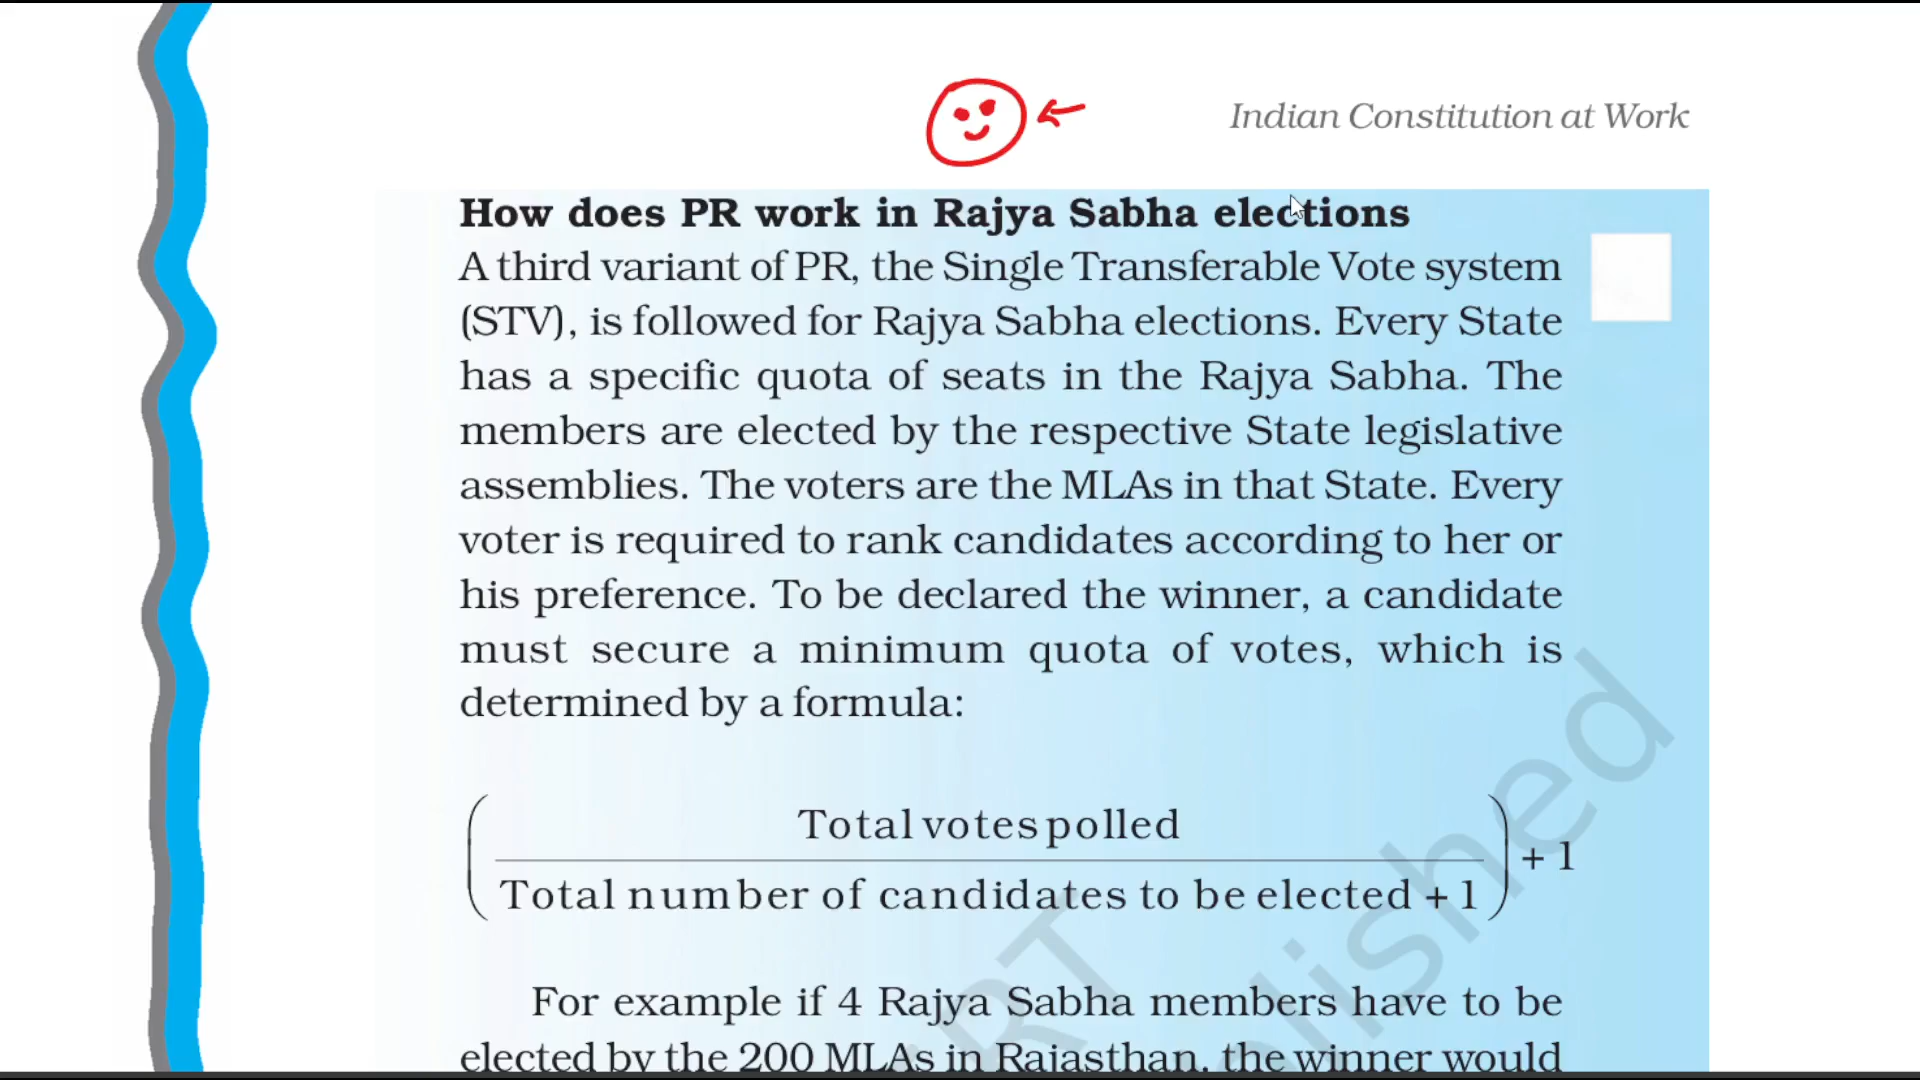 Indian Constitution at Work
How does PR work in Rajya Sabha elections
A third variant of PR, the Single Transferable Vote system
(STV), is followed for Rajya Sabha elections. Every State
has a specific quota of seats in the Rajya Sabha. The
members are elected by the respective State legislative
assemblies. The voters are the MLAs in that State. Every
voter is required to rank candidates according to her or
his preference. To be declared the winner, a candidate
must secure a minimum quota of votes, which is
determined by a formula:
( Total votes polled
Total number of candidates to be elected + 1 ) + 1
For example if 4 Rajya Sabha members have to be
elected by the 200 MLAs in Rajasthan, the winner would